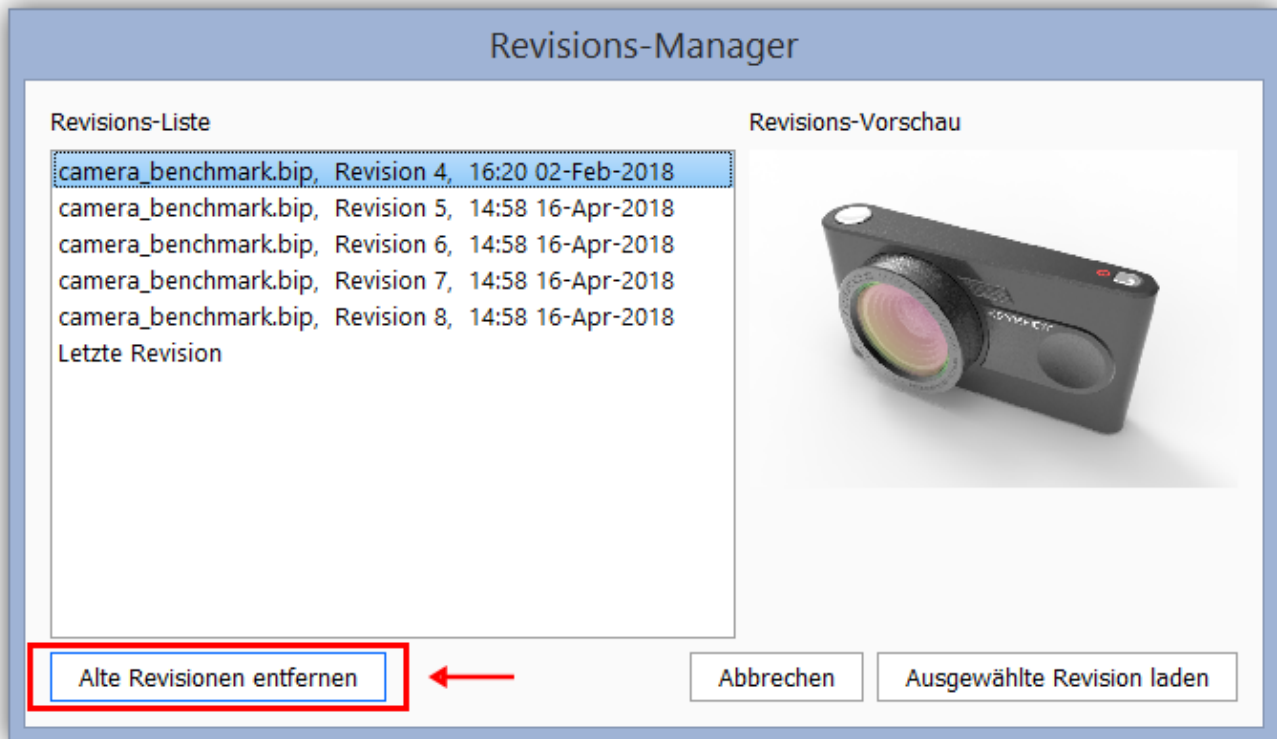 Revisions-Manager
Revisions-Liste
Revisions-Vorschau
camera_benchmark.bip, Revision 4, 16:20 02-Feb-2018
camera_benchmark.bip, Revision 5, 14:58 16-Apr-2018
camera_benchmark.bip, Revision 6, 14:58 16-Apr-2018
camera_benchmark.bip, Revision 7, 14:58 16-Apr-2018
camera_benchmark.bip, Revision 8, 14:58 16-Apr-2018
Letzte Revision
Alte Revisionen entfernen
Abbrechen
Ausgewählte Revision laden